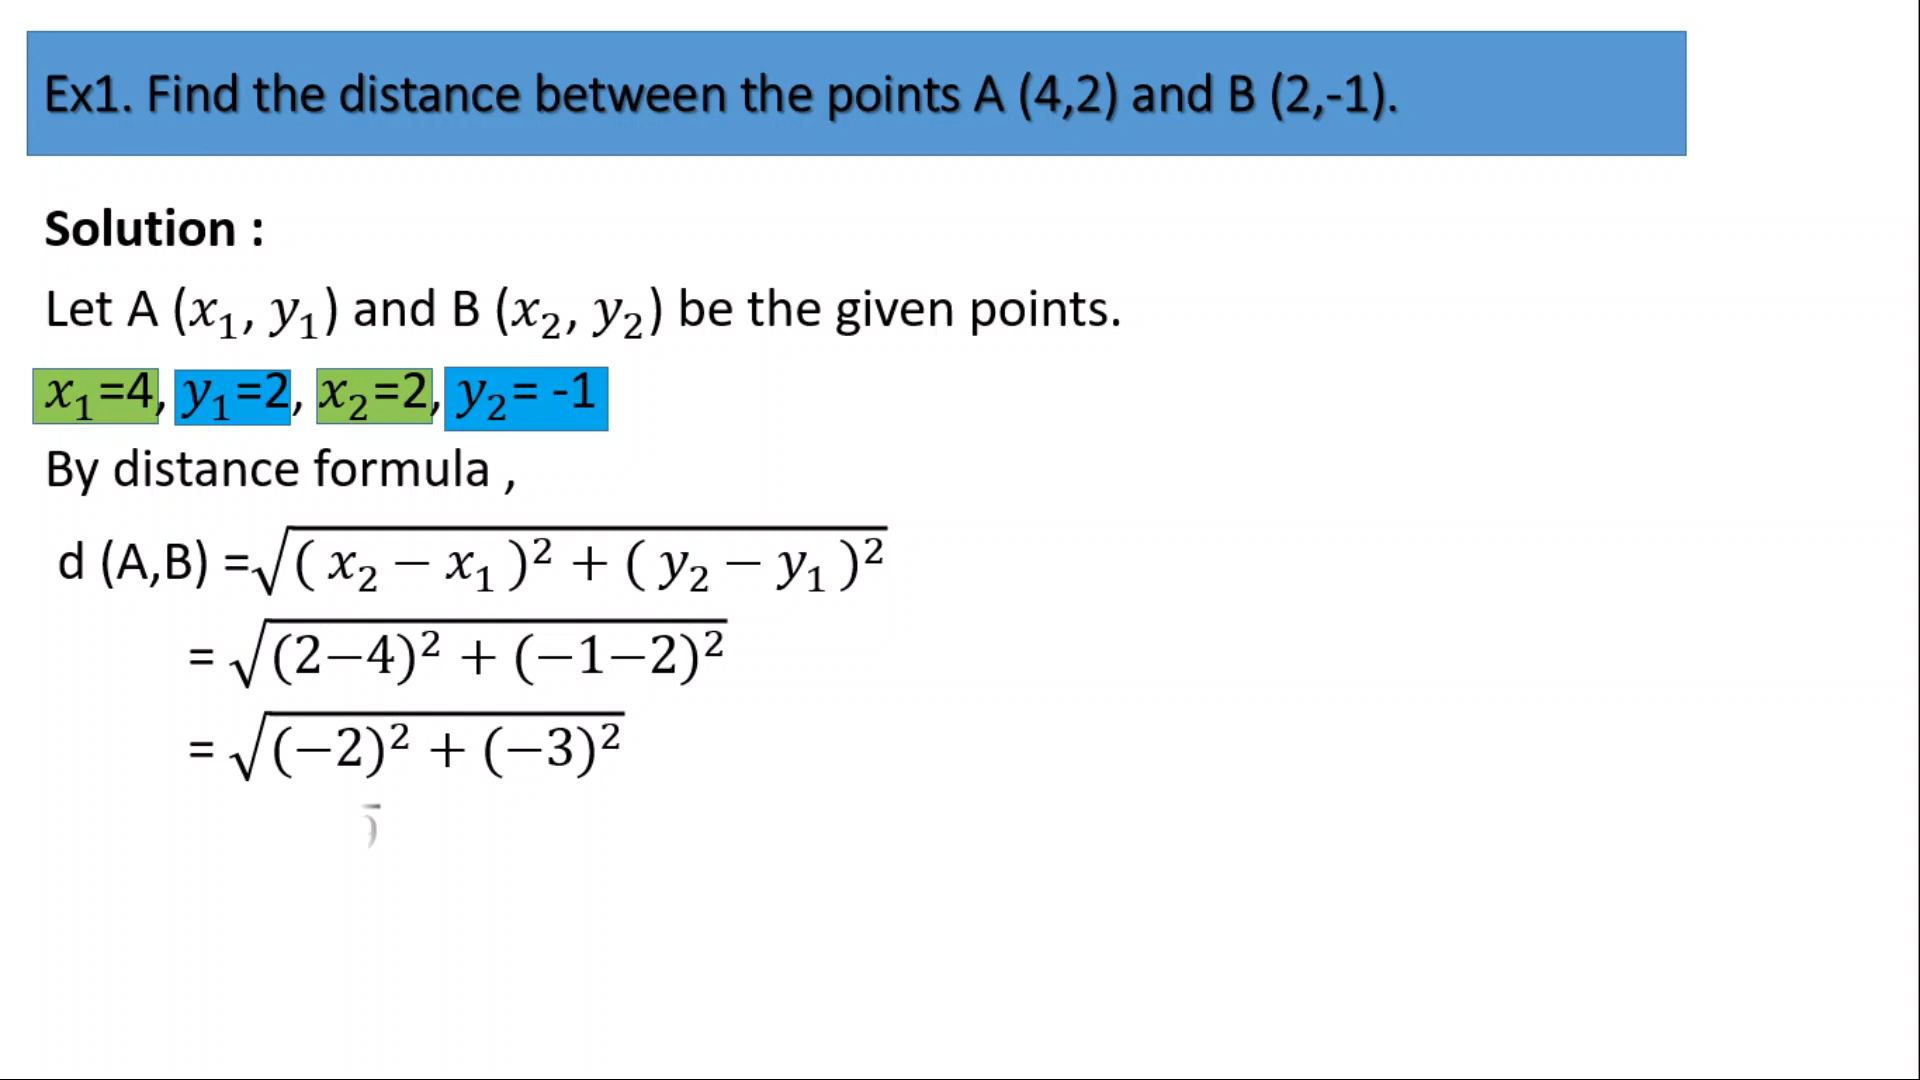 Ex1. Find the distance between the points A (4,2) and B (2,-1).
Solution :
Let A (x₁, y₁) and B (x₂, y₂) be the given points.
x₁=4, y₁=2, x₂=2, y₂= -1
By distance formula ,
d (A,B) =√(( x₂ − x₁ )² + ( y₂ − y₁ )²)
= √((2−4)² + (−1−2)²)
= √((−2)² + (−3)²)